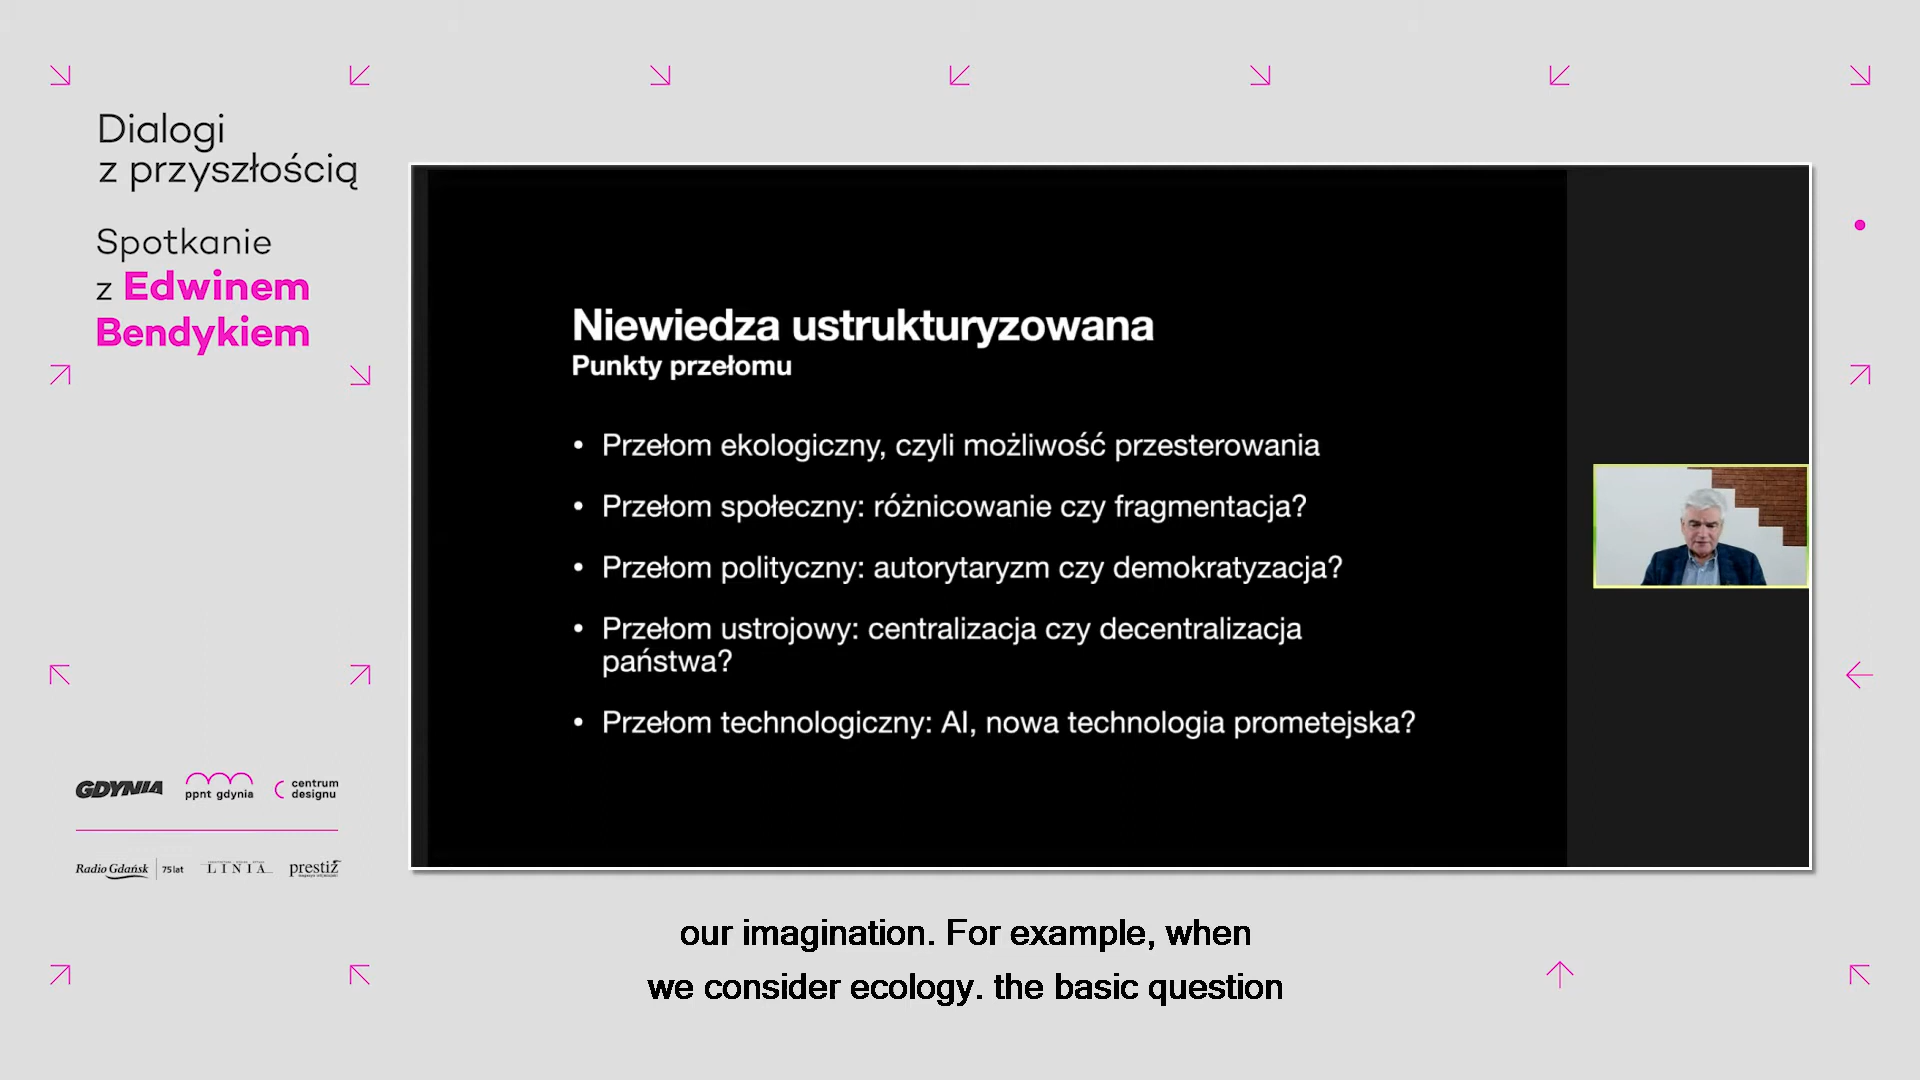 Dialogi
z przyszłością
Spotkanie
z Edwinem
Bendykiem
Niewiedza ustrukturyzowana
Punkty przełomu
• Przełom ekologiczny, czyli możliwość przesterowania
• Przełom społeczny: różnicowanie czy fragmentacja?
• Przełom polityczny: autorytaryzm czy demokratyzacja?
• Przełom ustrojowy: centralizacja czy decentralizacja
państwa?
• Przełom technologiczny: AI, nowa technologia prometejska?
GDYNIA
ppnt gdynia
centrum
designu
Radio Gdańsk 75 lat
LINIA
prestiż
our imagination. For example, when
we consider ecology. the basic question